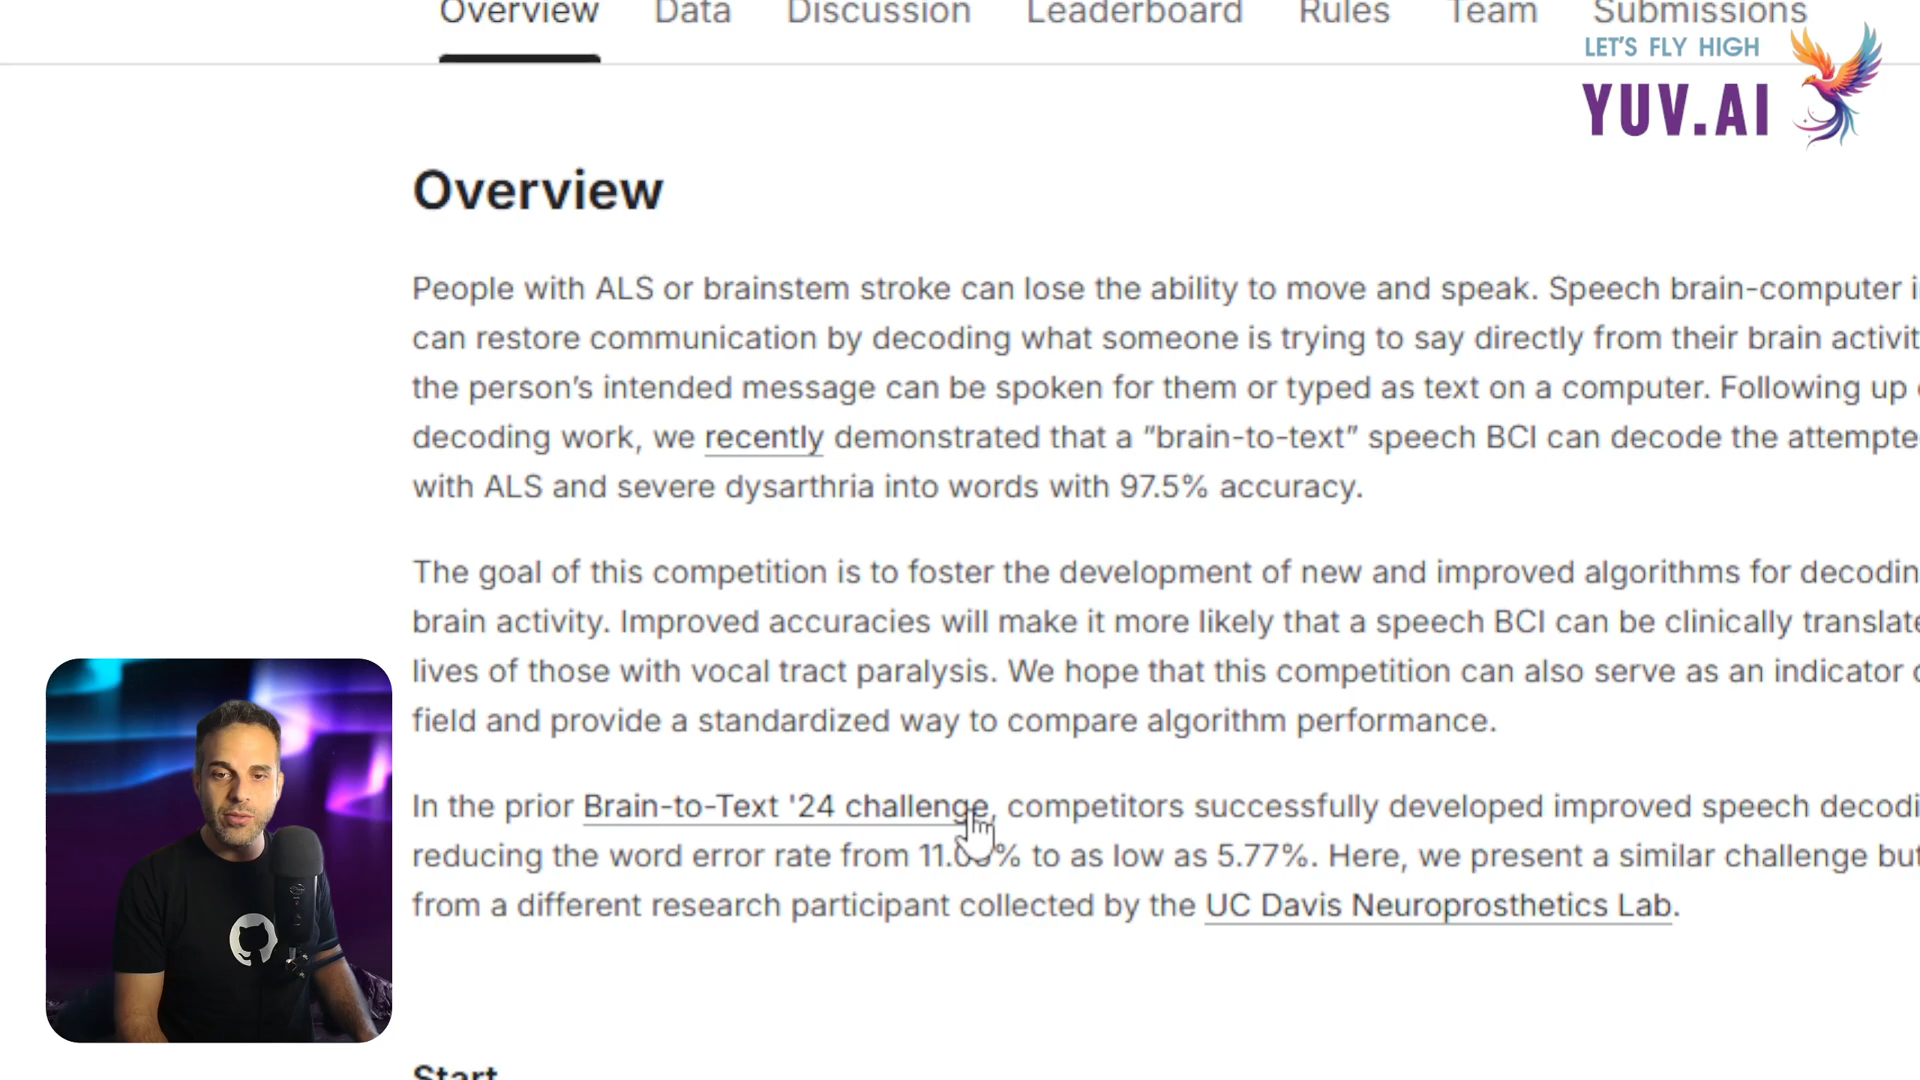 Overview Data Discussion Leaderboard Rules Team Submissions
LET'S FLY HIGH
YUV.AI
Overview
People with ALS or brainstem stroke can lose the ability to move and speak. Speech brain-computer
can restore communication by decoding what someone is trying to say directly from their brain
the person's intended message can be spoken for them or typed as text on a computer. Following up
decoding work, we recently demonstrated that a "brain-to-text" speech BCI can decode the
with ALS and severe dysarthria into words with 97.5% accuracy.
The goal of this competition is to foster the development of new and improved algorithms for
brain activity. Improved accuracies will make it more likely that a speech BCI can be clinically
lives of those with vocal tract paralysis. We hope that this competition can also serve as an indicator
field and provide a standardized way to compare algorithm performance.
In the prior Brain-to-Text '24 challenge, competitors successfully developed improved speech
reducing the word error rate from to as low as 5.77%. Here, we present a similar challenge
from a different research participant collected by the UC Davis Neuroprosthetics Lab.
Start